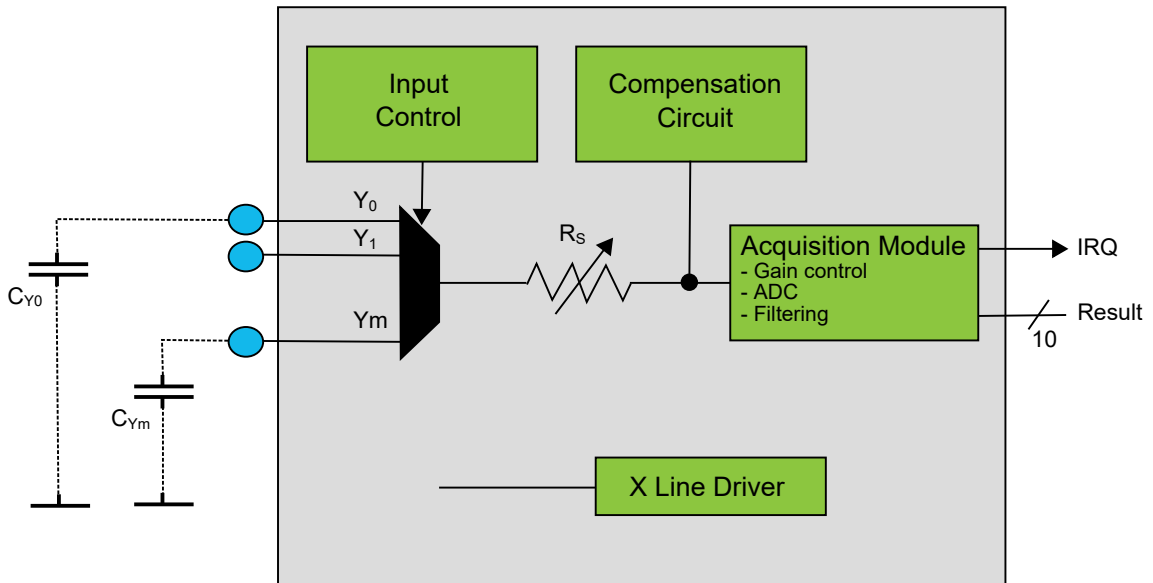 Input
Control
Compensation
Circuit
Y0
Y1
Ym
RS
Acquisition Module
- Gain control
- ADC
- Filtering
IRQ
Result
10
CY0
CYm
X Line Driver